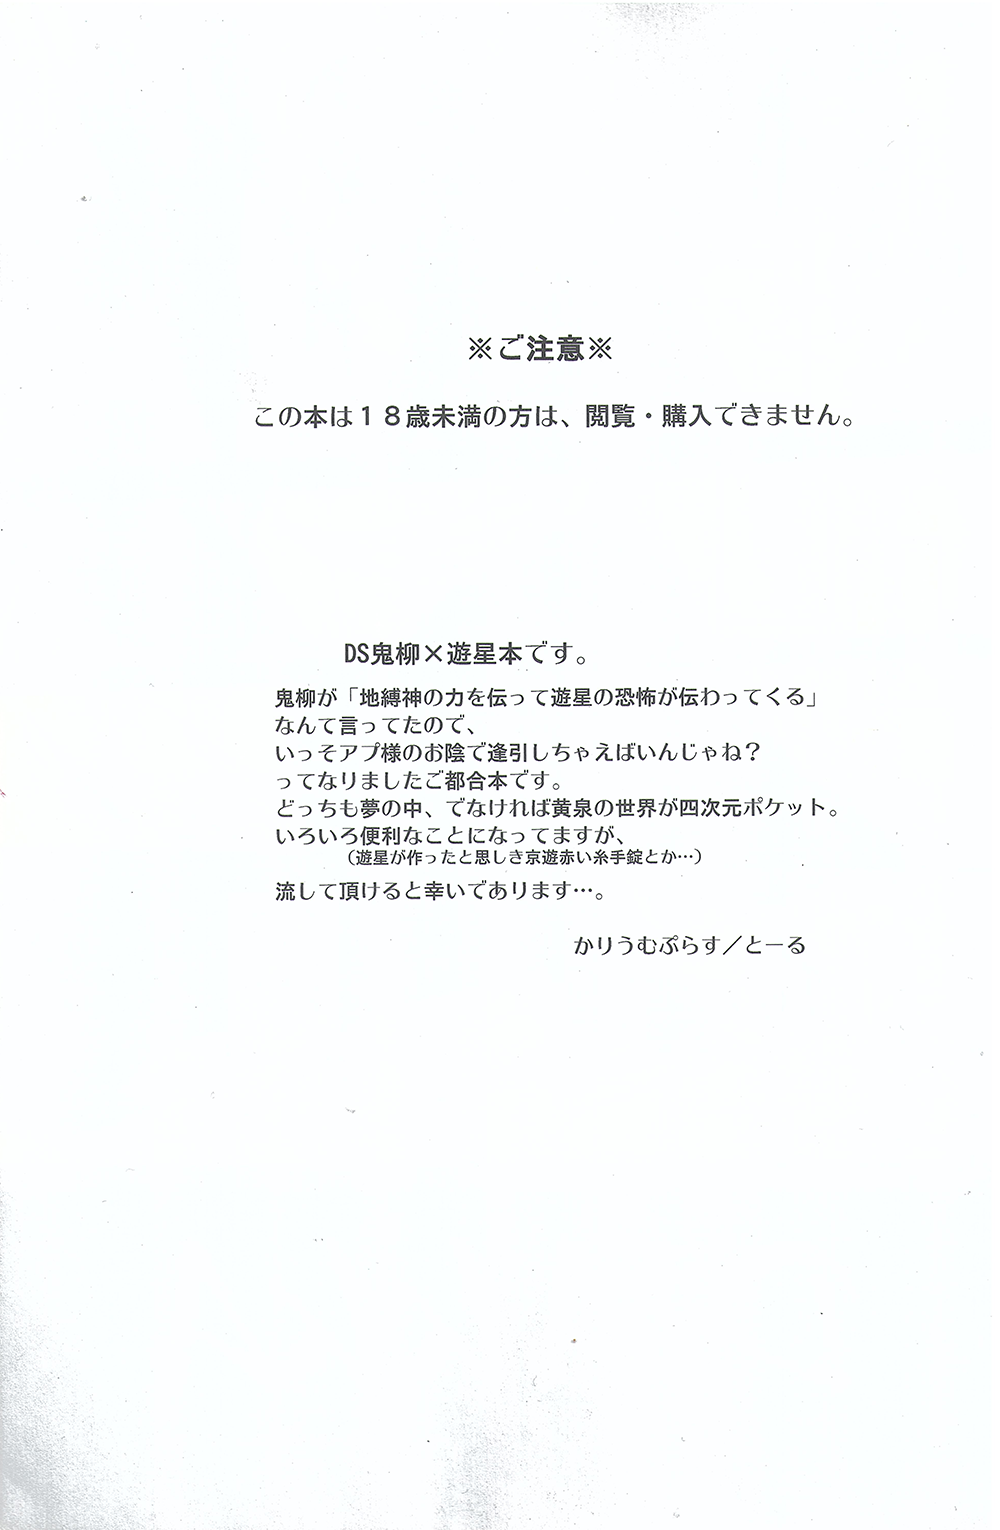 ※ご注意※
この本は１８歳未満の方は、閲覧・購入できません。
DS鬼柳×遊星本です。
鬼柳が「地縛神の力を伝って遊星の恐怖が伝わってくる」
なんて言ってたので、
いっそアプ様のお陰で逢引しちゃえばいんじゃね？
ってなりましたご都合本です。
どっちも夢の中、でなければ黄泉の世界が四次元ポケット。
いろいろ便利なことになってますが、
（遊星が作ったと思しき京遊赤い糸手錠とか…）
流して頂けると幸いであります…。
かりうむぷらす／とーる